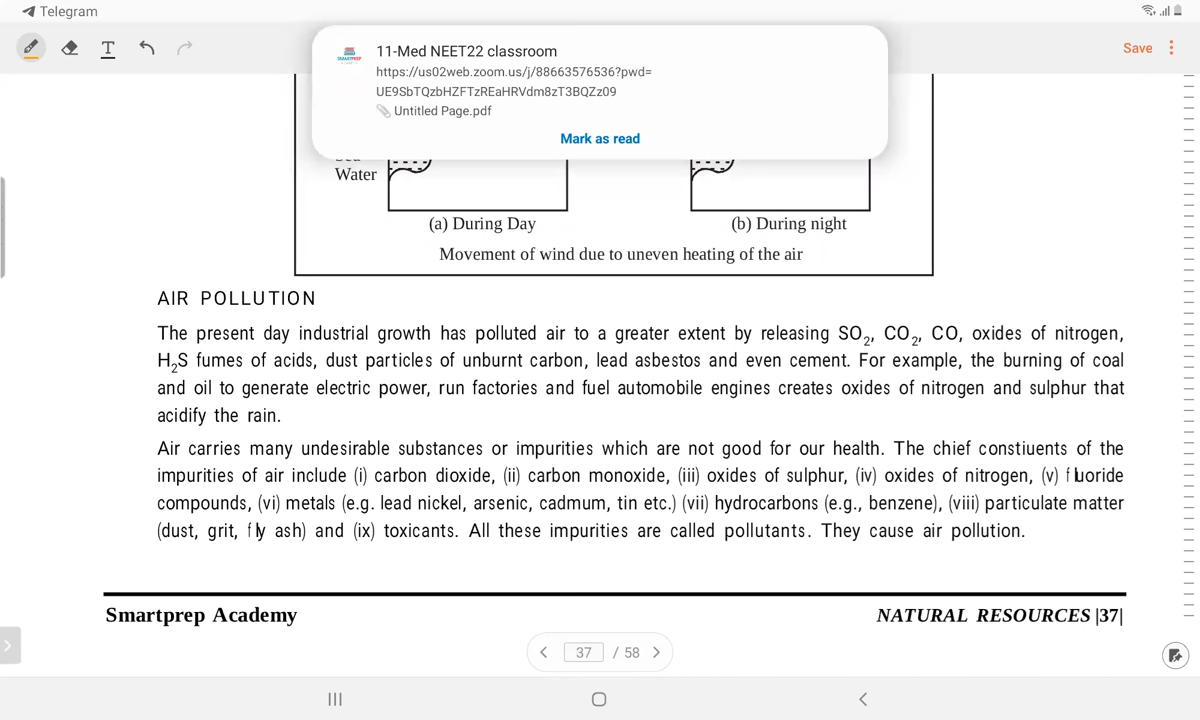 Telegram
T
Save
SMARTPREP
11-Med NEET22 classroom
https://us02web.zoom.us/j/88663576536?pwd=
UE9SbTQzbHZFTzREaHRVdm8zT3BQZz09
Untitled Page.pdf
Mark as read
Water
(a) During Day
(b) During night
Movement of wind due to uneven heating of the air
AIR POLLUTION
The present day industrial growth has polluted air to a greater extent by releasing SO₂, CO₂, CO, oxides of nitrogen,
H₂S fumes of acids, dust particles of unburnt carbon, lead asbestos and even cement. For example, the burning of coal
and oil to generate electric power, run factories and fuel automobile engines creates oxides of nitrogen and sulphur that
acidify the rain.
Air carries many undesirable substances or impurities which are not good for our health. The chief constiuents of the
impurities of air include (i) carbon dioxide, (ii) carbon monoxide, (iii) oxides of sulphur, (iv) oxides of nitrogen, (v) fluoride
compounds, (vi) metals (e.g. lead nickel, arsenic, cadmum, tin etc.) (vii) hydrocarbons (e.g., benzene), (viii) particulate matter
(dust, grit, fly ash) and (ix) toxicants. All these impurities are called pollutants. They cause air pollution.
Smartprep Academy
NATURAL RESOURCES |37|
37 / 58